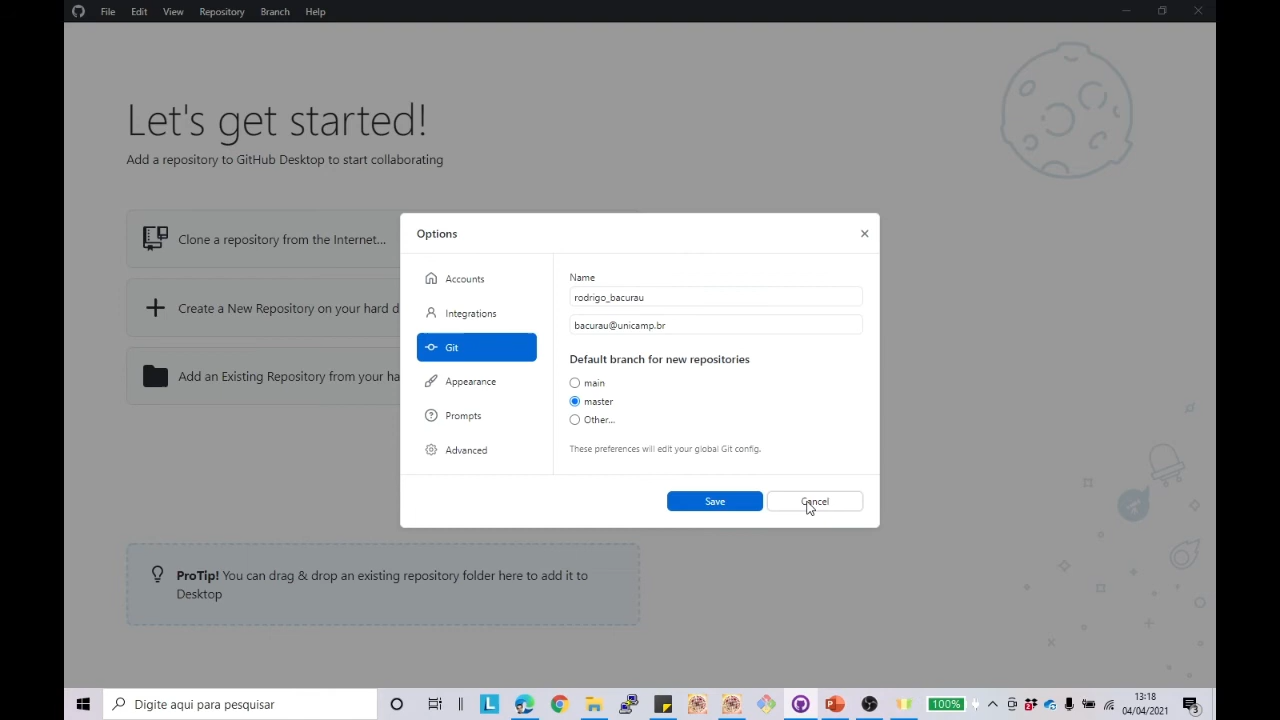 File Edit View Repository Branch Help
Let's get started!
Add a repository to GitHub Desktop to start collaborating
Clone a repository from the Internet...
Create a New Repository on your hard d
Add an Existing Repository from your ha
Options
Accounts
Integrations
Git
Appearance
Prompts
Advanced
Name
rodrigo_bacurau
bacurau@unicamp.br
Default branch for new repositories
main
master
Other...
These preferences will edit your global Git config.
Save Cancel
ProTip! You can drag & drop an existing repository folder here to add it to
Desktop
Digite aqui para pesquisar
L
100%
13:18
04/04/2021
3